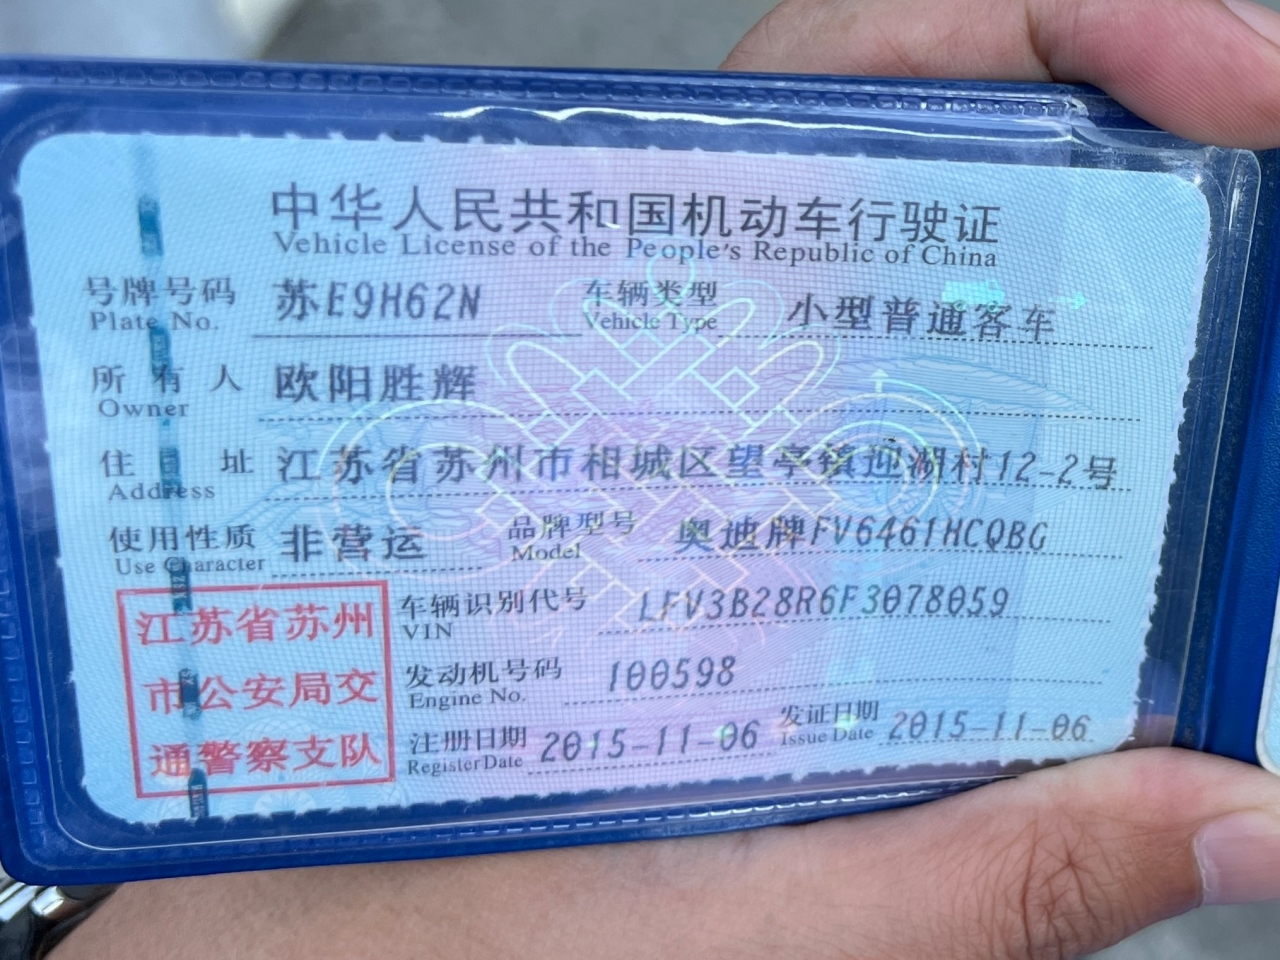 中华人民共和国机动车行驶证
Vehicle License of the People's Republic of China
号牌号码 苏E9H62N 车辆类型 小型普通客车
Plate No. Vehicle Type
所有人 欧阳胜辉
Owner
住址 江苏省苏州市相城区望亭镇迎湖村12-2号
Address
使用性质 非营运 品牌型号 奥迪牌FV6461HCQBG
Use Character Model
江苏省苏州
市公安局交
通警察支队
车辆识别代号 LFV3B28R6F3078059
VIN
发动机号码 100598
Engine No.
注册日期 2015-11-06 发证日期 2015-11-06
Register Date Issue Date